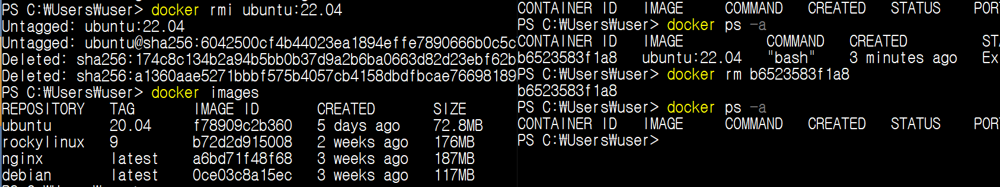 PS C:₩Users₩user> docker rmi ubuntu:22.04
Untagged: ubuntu:22.04
Untagged: ubuntu@sha256:6042500cf4b44023ea1894effe7890666b0c5c
Deleted: sha256:174c8c134b2a94b5bb0b37d9a2b6ba0663d82d23ebf62b
Deleted: sha256:a1360aae5271bbbf575b4057cb4158dbdfbcae76698189
PS C:₩Users₩user> docker images
REPOSITORY TAG IMAGE ID CREATED SIZE
ubuntu 20.04 f78909c2b360 5 days ago 72.8MB
rockylinux 9 b72d2d915008 2 weeks ago 176MB
nginx latest a6bd71f48f68 3 weeks ago 187MB
debian latest 0ce03c8a15ec 3 weeks ago 117MB
CONTAINER ID IMAGE COMMAND CREATED STATUS POR
PS C:₩Users₩user> docker ps -a
CONTAINER ID IMAGE COMMAND CREATED STA
b6523583f1a8 ubuntu:22.04 "bash" 3 minutes ago Ex
PS C:₩Users₩user> docker rm b6523583f1a8
b6523583f1a8
PS C:₩Users₩user> docker ps -a
CONTAINER ID IMAGE COMMAND CREATED STATUS POR
PS C:₩Users₩user>